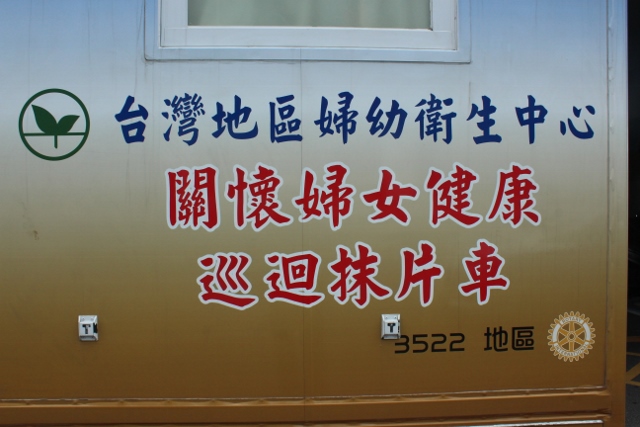 台灣地區婦幼衛生中心
關懷婦女健康
巡迴抹片車
3522 地區